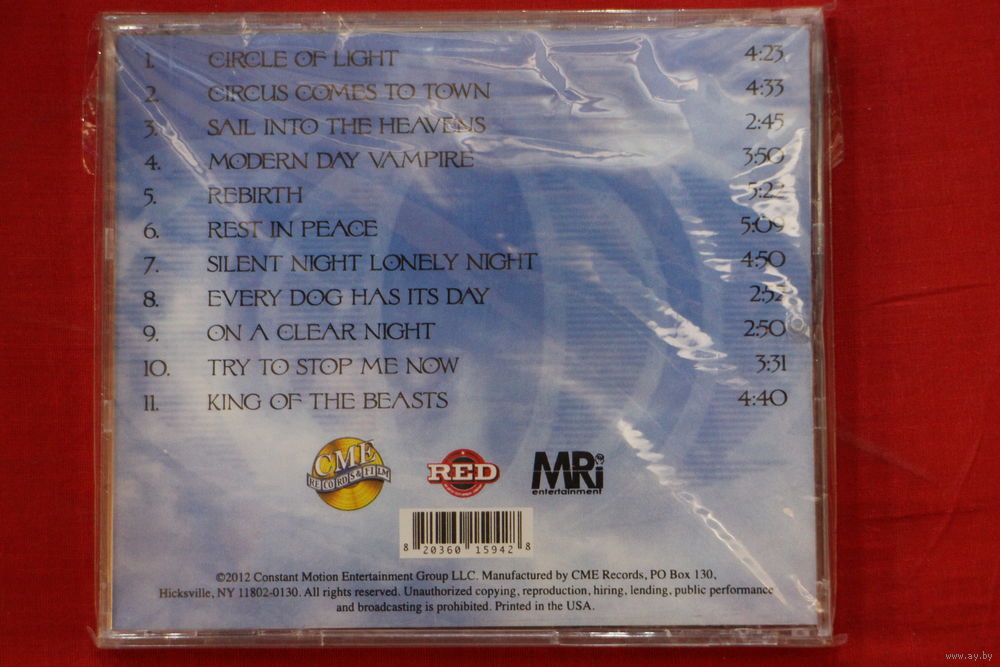 1. CIRCLE OF LIGHT 4:23
2. CIRCUS COMES TO TOWN 4:33
3. SAIL INTO THE HEAVENS 2:45
4. MODERN DAY VAMPIRE 3:50
5. REBIRTH 5:22
6. REST IN PEACE 5:09
7. SILENT NIGHT LONELY NIGHT 4:50
8. EVERY DOG HAS ITS DAY 2:52
9. ON A CLEAR NIGHT 2:50
10. TRY TO STOP ME NOW 3:31
11. KING OF THE BEASTS 4:40
CME
RECORDS & FILM
RED
MRi
entertainment
8 20360 15942 8
©2012 Constant Motion Entertainment Group LLC. Manufactured by CME Records, PO Box 130,
Hicksville, NY 11802-0130. All rights reserved. Unauthorized copying, reproduction, hiring, lending, public performance
and broadcasting is prohibited. Printed in the USA.
www.ay.by